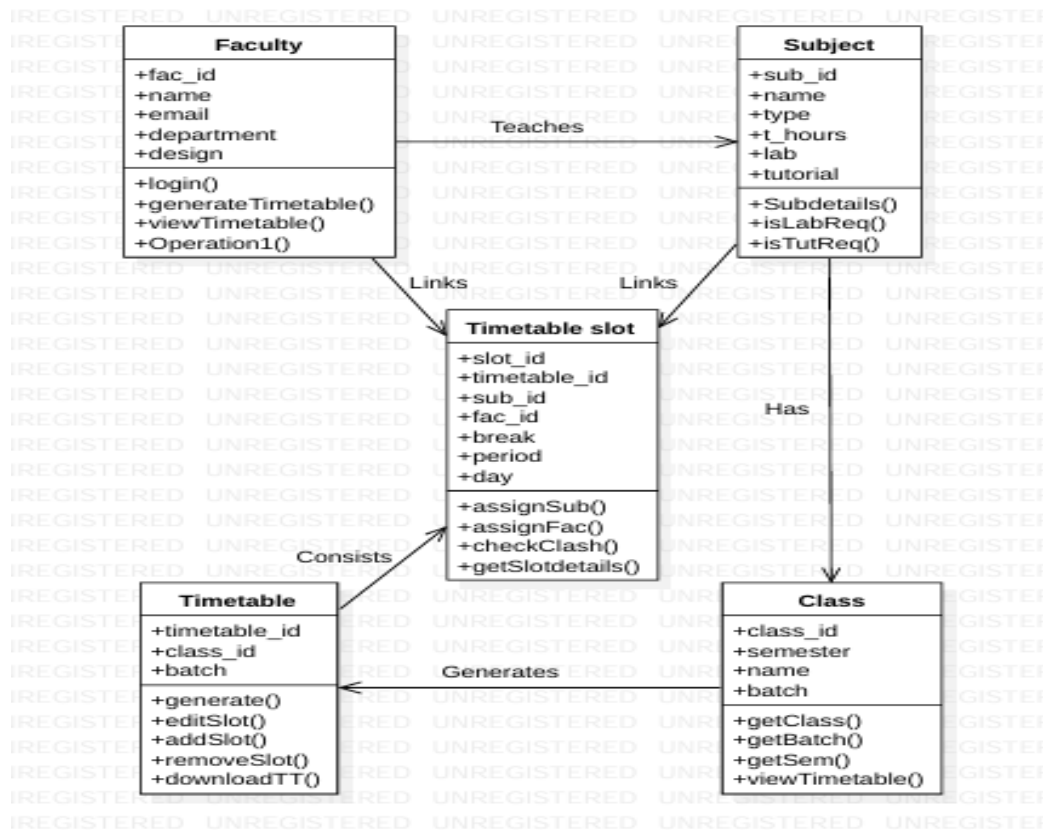 Faculty
+fac_id
+name
+email
+department
+design
+login()
+generateTimetable()
+viewTimetable()
+Operation1()
Teaches
Subject
+sub_id
+name
+type
+t_hours
+lab
+tutorial
+Subdetails()
+isLabReq()
+isTutReq()
Links
Links
Timetable slot
+slot_id
+timetable_id
+sub_id
+fac_id
+break
+period
+day
+assignSub()
+assignFac()
+checkClash()
+getSlotdetails()
Has
Consists
Timetable
+timetable_id
+class_id
+batch
+generate()
+editSlot()
+addSlot()
+removeSlot()
+downloadTT()
Generates
Class
+class_id
+semester
+name
+batch
+getClass()
+getBatch()
+getSem()
+viewTimetable()
UNREGISTERED